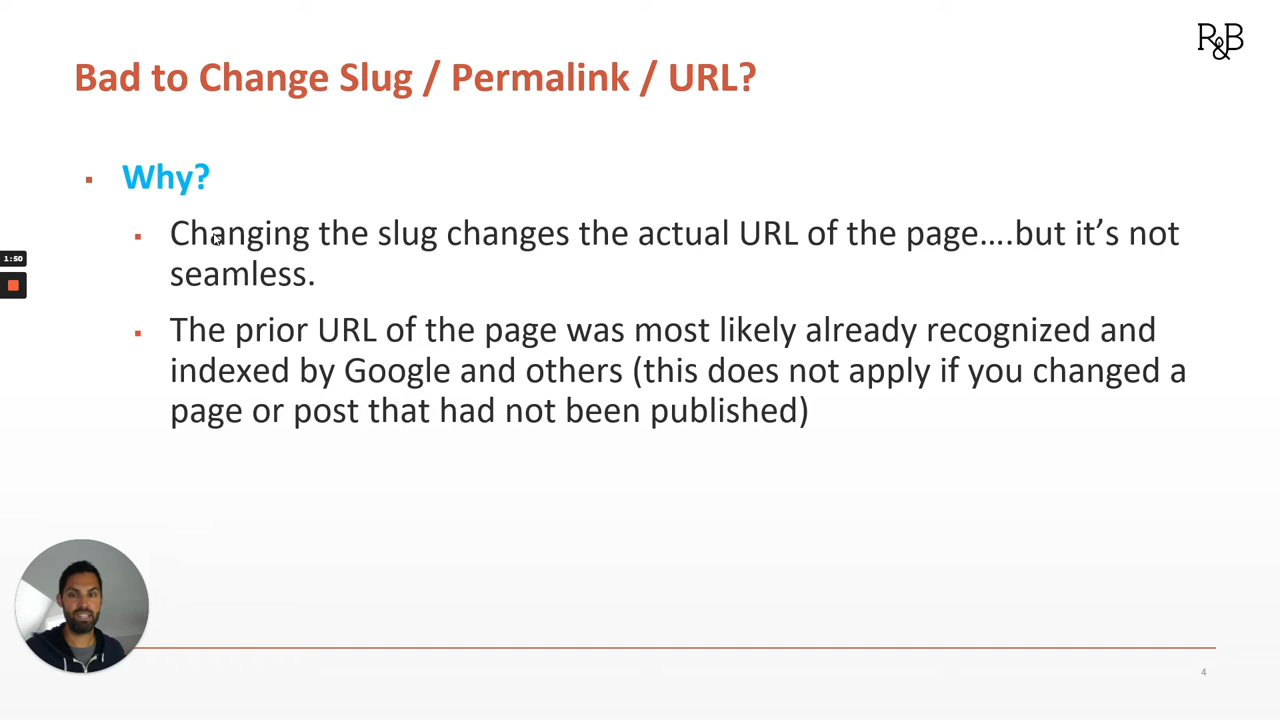 R&B
Bad to Change Slug / Permalink / URL?
Why?
Changing the slug changes the actual URL of the page....but it's not
seamless.
The prior URL of the page was most likely already recognized and
indexed by Google and others (this does not apply if you changed a
page or post that had not been published)
1:50
4